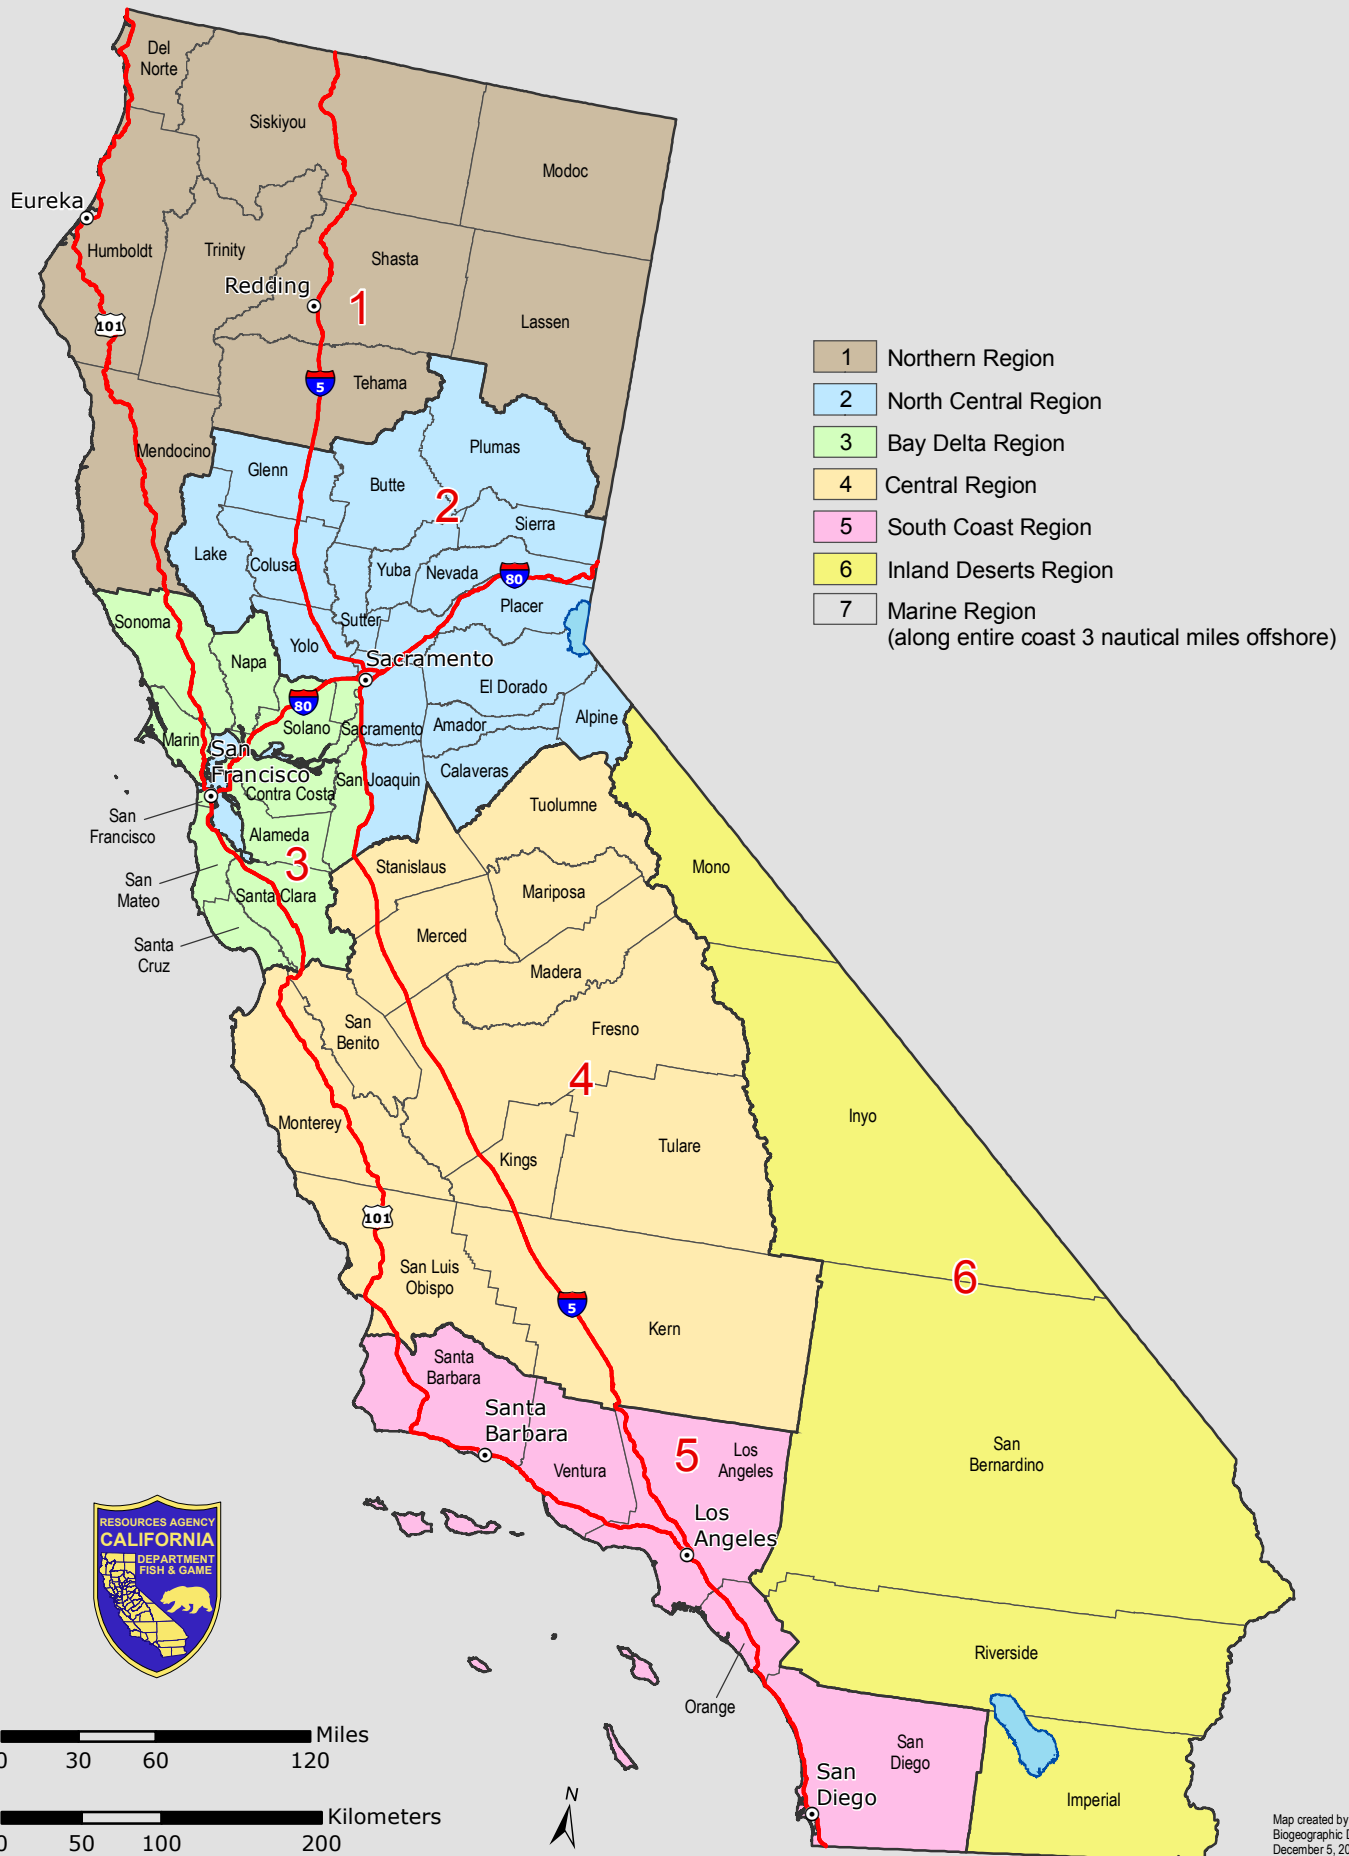 Del
Norte
Siskiyou
Modoc
Eureka
Humboldt
Trinity
Shasta
Redding
1
Lassen
101
5
Tehama
Mendocino
Plumas
Glenn
Butte
2
Sierra
Lake
Colusa
Yuba
Nevada
80
Placer
Sutter
Sonoma
Napa
Yolo
Sacramento
El Dorado
80
Solano
Sacramento
Amador
Alpine
Marin
San
Francisco
San Joaquin
Calaveras
Contra Costa
Tuolumne
San
Francisco
Alameda
3
Stanislaus
Mono
San
Mateo
Santa Clara
Mariposa
Merced
Santa
Cruz
Madera
San
Benito
Fresno
4
Monterey
Inyo
Tulare
Kings
101
San Luis
Obispo
6
5
Kern
Santa
Barbara
Santa
Barbara
5
Los
Angeles
San
Bernardino
Ventura
Los
Angeles
Riverside
Orange
San
Diego
San
Diego
Imperial
1 Northern Region
2 North Central Region
3 Bay Delta Region
4 Central Region
5 South Coast Region
6 Inland Deserts Region
7 Marine Region
(along entire coast 3 nautical miles offshore)
RESOURCES AGENCY
CALIFORNIA
DEPARTMENT
FISH & GAME
Miles
0 30 60 120
Kilometers
0 50 100 200
N
Map created by
Biogeographic D
December 5, 20